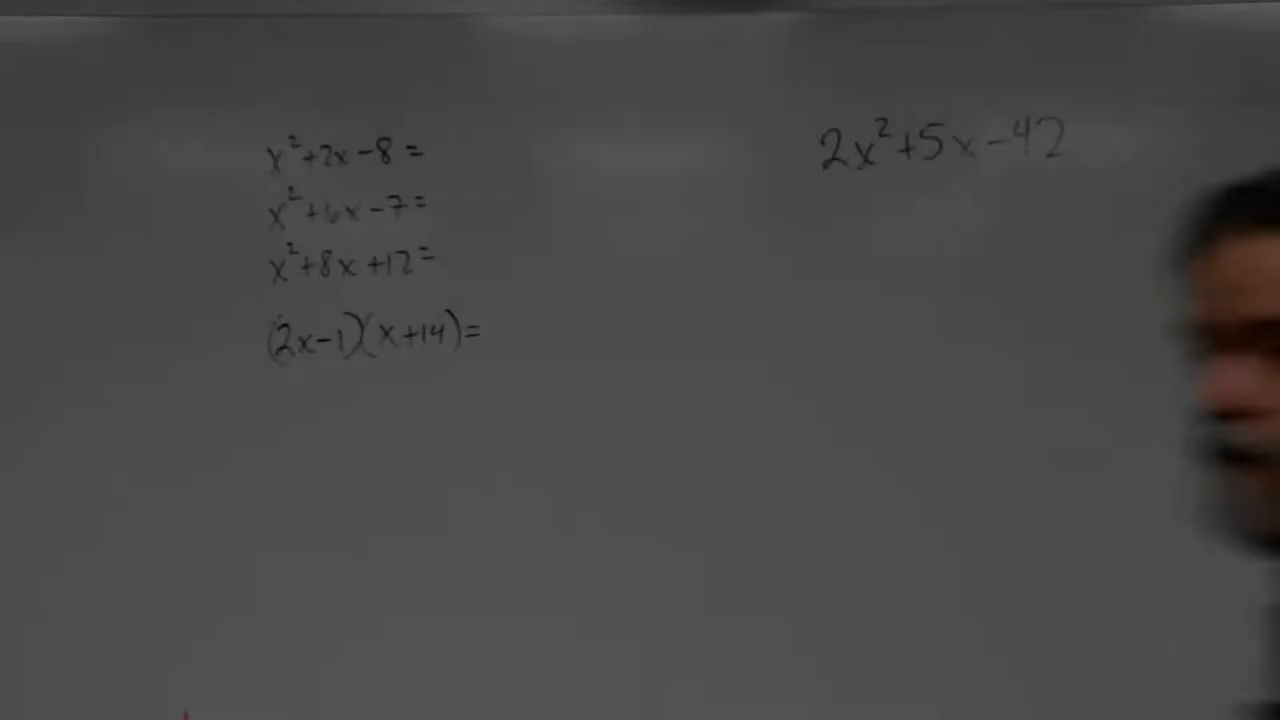 x²+2x-8=
x²+6x-7=
x²+8x+12=
(2x-1)(x+14)=
2x²+5x-42